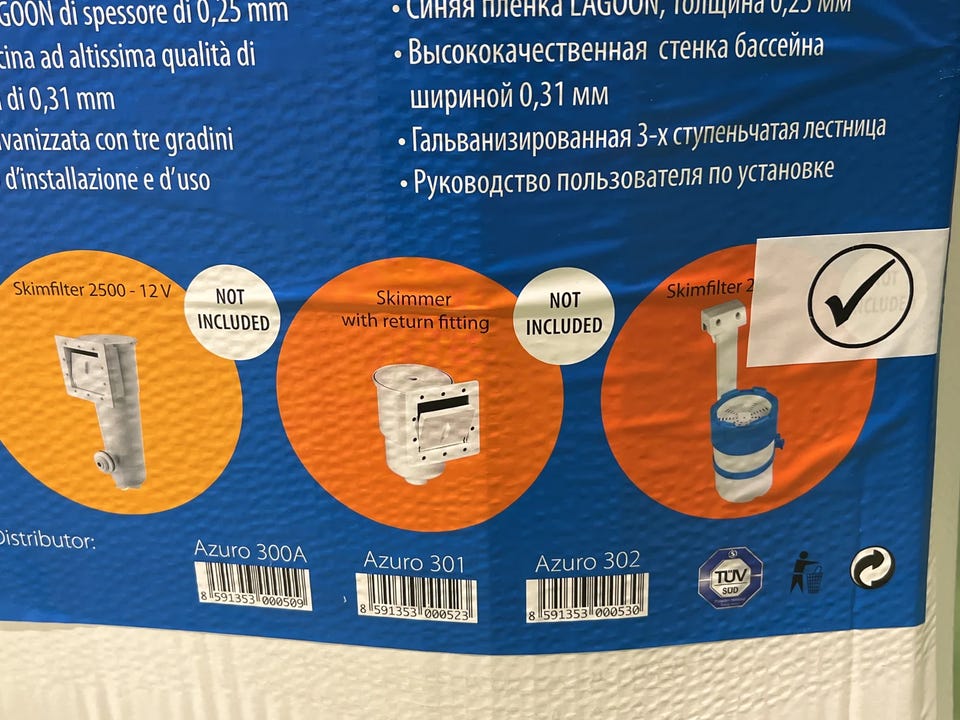 GOON di spessore di 0,25 mm
cina ad altissima qualità di
di 0,31 mm
vanizzata con tre gradini
d'installazione e d'uso
• Синяя пленка LAGOON, толщина 0,25 мм
• Высококачественная стенка бассейна
шириной 0,31 мм
• Гальванизированная 3-х ступеньчатая лестница
• Руководство пользователя по установке
Skimfilter 2500 - 12 V
NOT
INCLUDED
Skimmer
with return fitting
NOT
INCLUDED
Skimfilter 2
NOT
INCLUDED
Distributor:
Azuro 300A
8 591353 000509
Azuro 301
8 591353 000523
Azuro 302
8 591353 000530
TÜV
SÜD